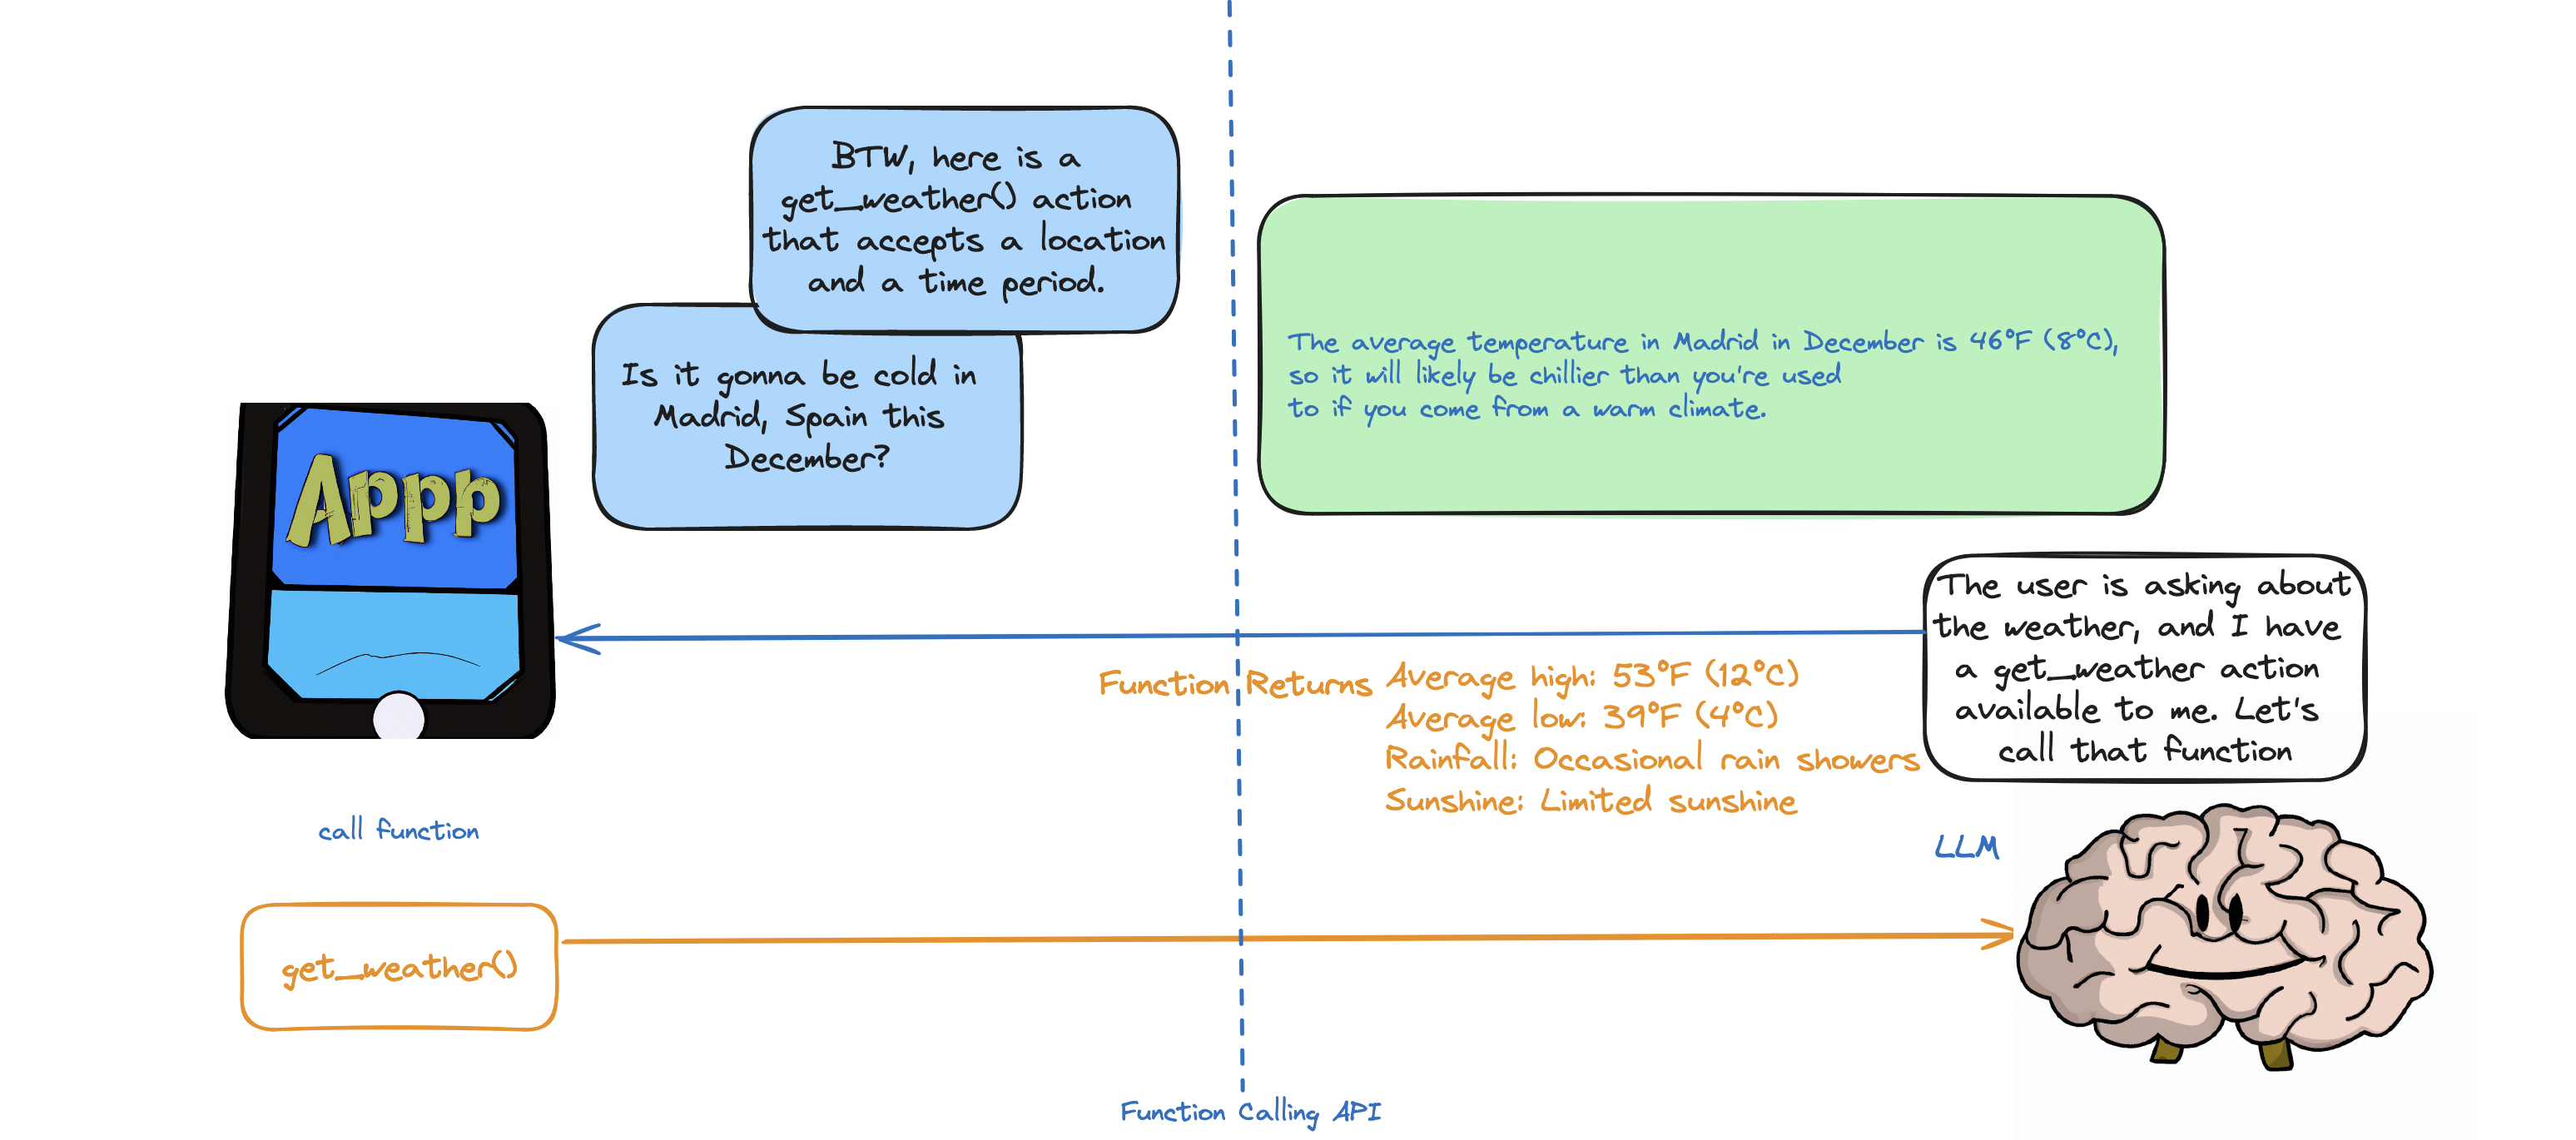 BTW, here is a
get_weather() action
that accepts a location
and a time period.
Is it gonna be cold in
Madrid, Spain this
December?
The average temperature in Madrid in December is 46°F (8°C),
so it will likely be chillier than you're used
to if you come from a warm climate.
Appp
The user is asking about
the weather, and I have
a get_weather action
available to me. Let's
call that function
Function Returns
Average high: 53°F (12°C)
Average low: 39°F (4°C)
Rainfall: Occasional rain showers
Sunshine: Limited sunshine
call function
LLM
get_weather()
Function Calling API